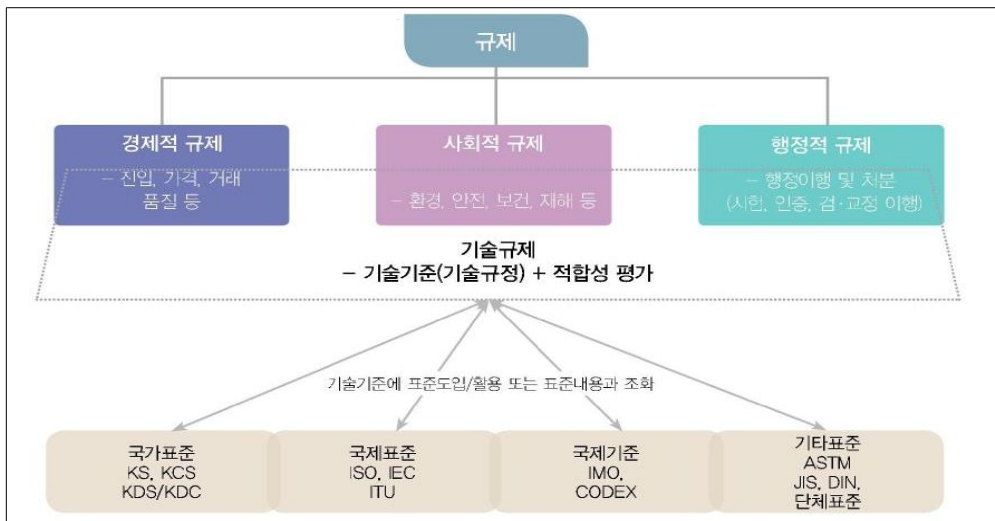 규제
경제적 규제
– 진입, 가격, 거래
품질 등
사회적 규제
– 환경, 안전, 보건, 재해 등
행정적 규제
– 행정이행 및 처분
(시험, 인증, 검·교정 이행)
기술규제
– 기술기준(기술규정) + 적합성 평가
기술기준에 표준도입/활용 또는 표준내용과 조화
국가표준
KS, KCS
KDS/KDC
국제표준
ISO, IEC
ITU
국제기준
IMO,
CODEX
기타표준
ASTM
JIS, DIN,
단체표준